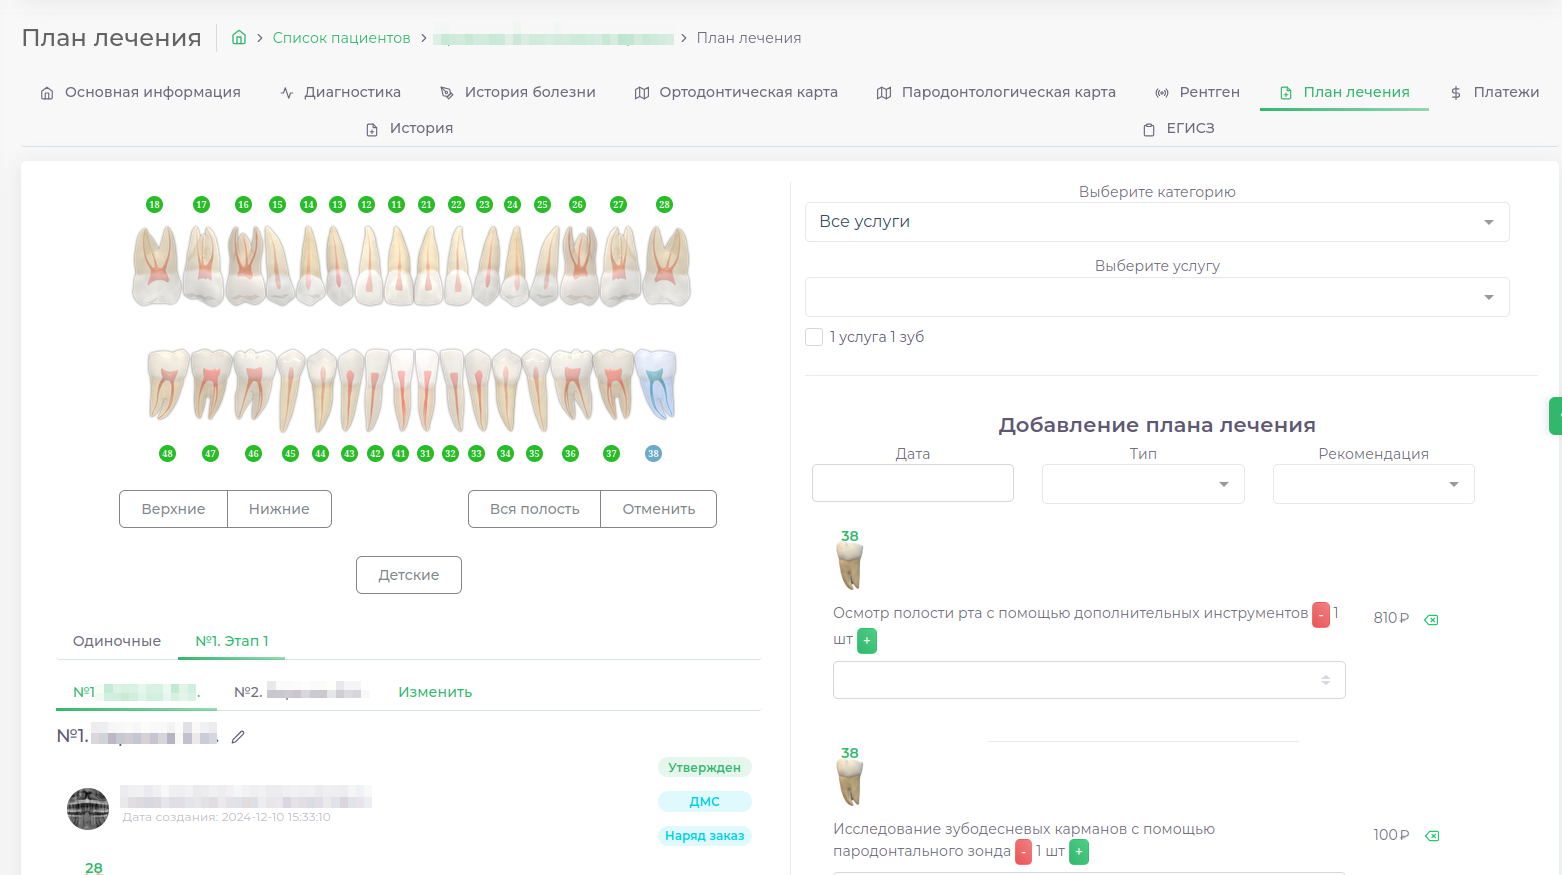 План лечения
Список пациентов
План лечения
Основная информация
Диагностика
История болезни
Ортодонтическая карта
Пародонтологическая карта
Рентген
План лечения
Платежи
История
ЕГИСЗ
18 17 16 15 14 13 12 11 21 22 23 24 25 26 27 28
48 47 46 45 44 43 42 41 31 32 33 34 35 36 37 38
Верхние Нижние
Вся полость Отменить
Детские
Одиночные №1. Этап 1
№1 . №2. Изменить
№1. .
Утвержден
ДМС
Дата создания: 2024-12-10 15:33:10
Наряд заказ
28
Выберите категорию
Все услуги
Выберите услугу
1 услуга 1 зуб
Добавление плана лечения
Дата Тип Рекомендация
38
Осмотр полости рта с помощью дополнительных инструментов - 1
шт +
810₽
38
Исследование зубодесневых карманов с помощью
пародонтального зонда - 1 шт +
100₽